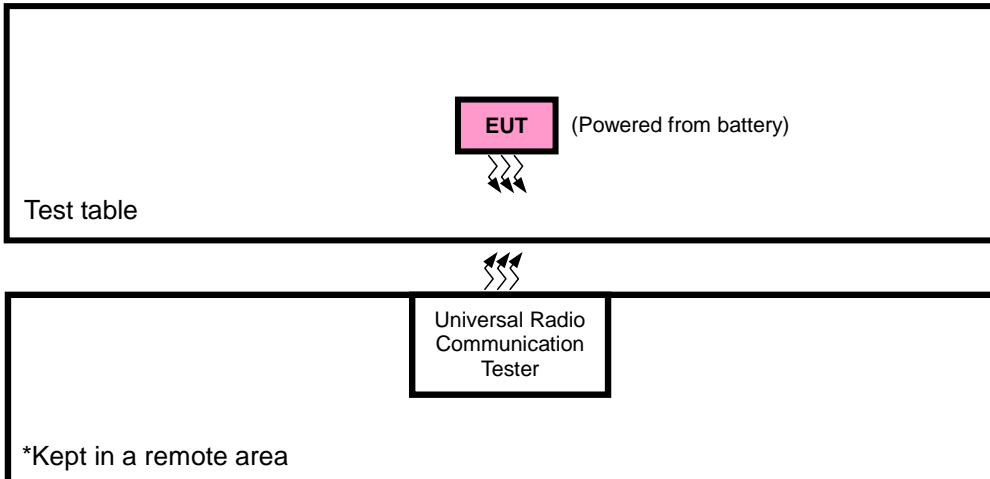 EUT
(Powered from battery)
Test table
Universal Radio
Communication
Tester
*Kept in a remote area